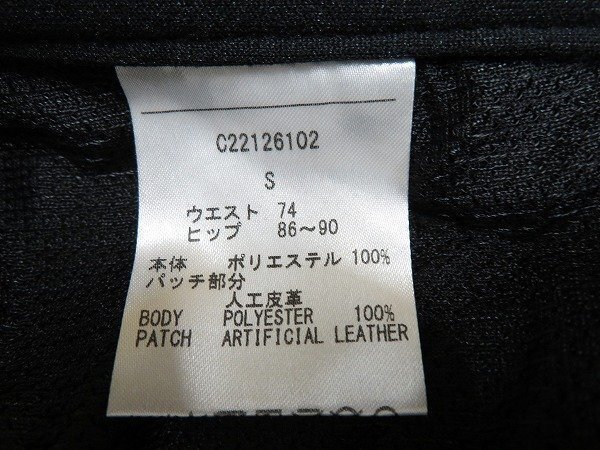 C22126102
S
ウエスト 74
ヒップ 86〜90
本体 ポリエステル 100%
パッチ部分
人工皮革
BODY POLYESTER 100%
PATCH ARTIFICIAL LEATHER